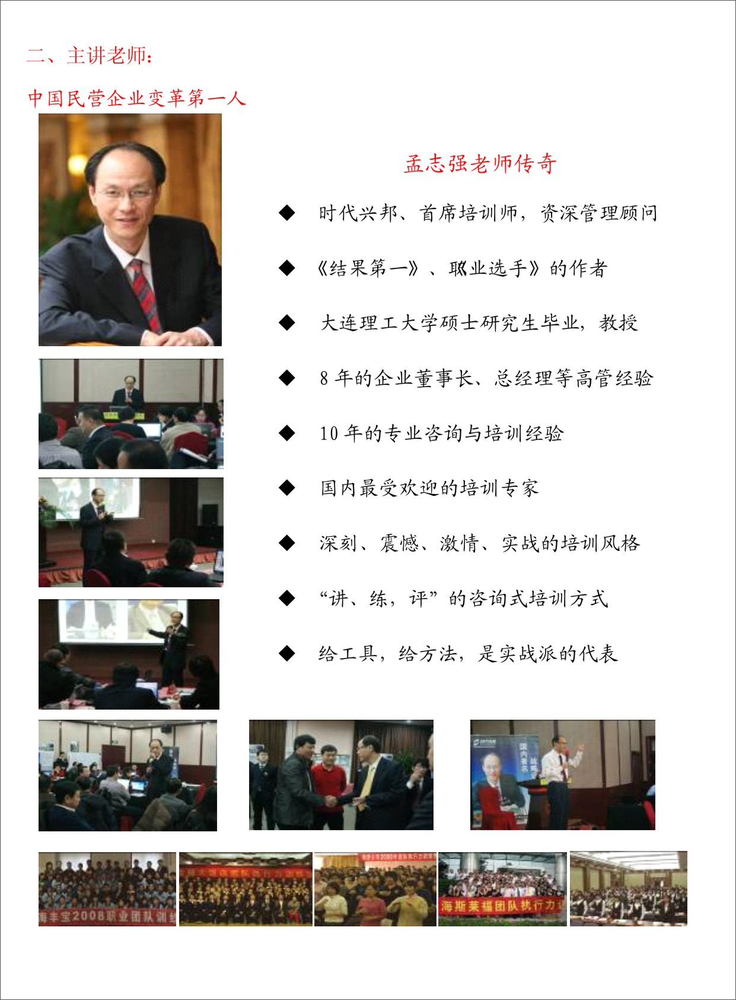 二、主讲老师：
中国民营企业变革第一人
孟志强老师传奇
◆ 时代兴邦、首席培训师，资深管理顾问
◆ 《结果第一》、《职业选手》的作者
◆ 大连理工大学硕士研究生毕业，教授
◆ 8 年的企业董事长、总经理等高管经验
◆ 10 年的专业咨询与培训经验
◆ 国内最受欢迎的培训专家
◆ 深刻、震憾、激情、实战的培训风格
◆ “讲、练，评”的咨询式培训方式
◆ 给工具，给方法，是实战派的代表
国内著名
战略
海丰宝2008职业团队训
海斯莱福团队执行力